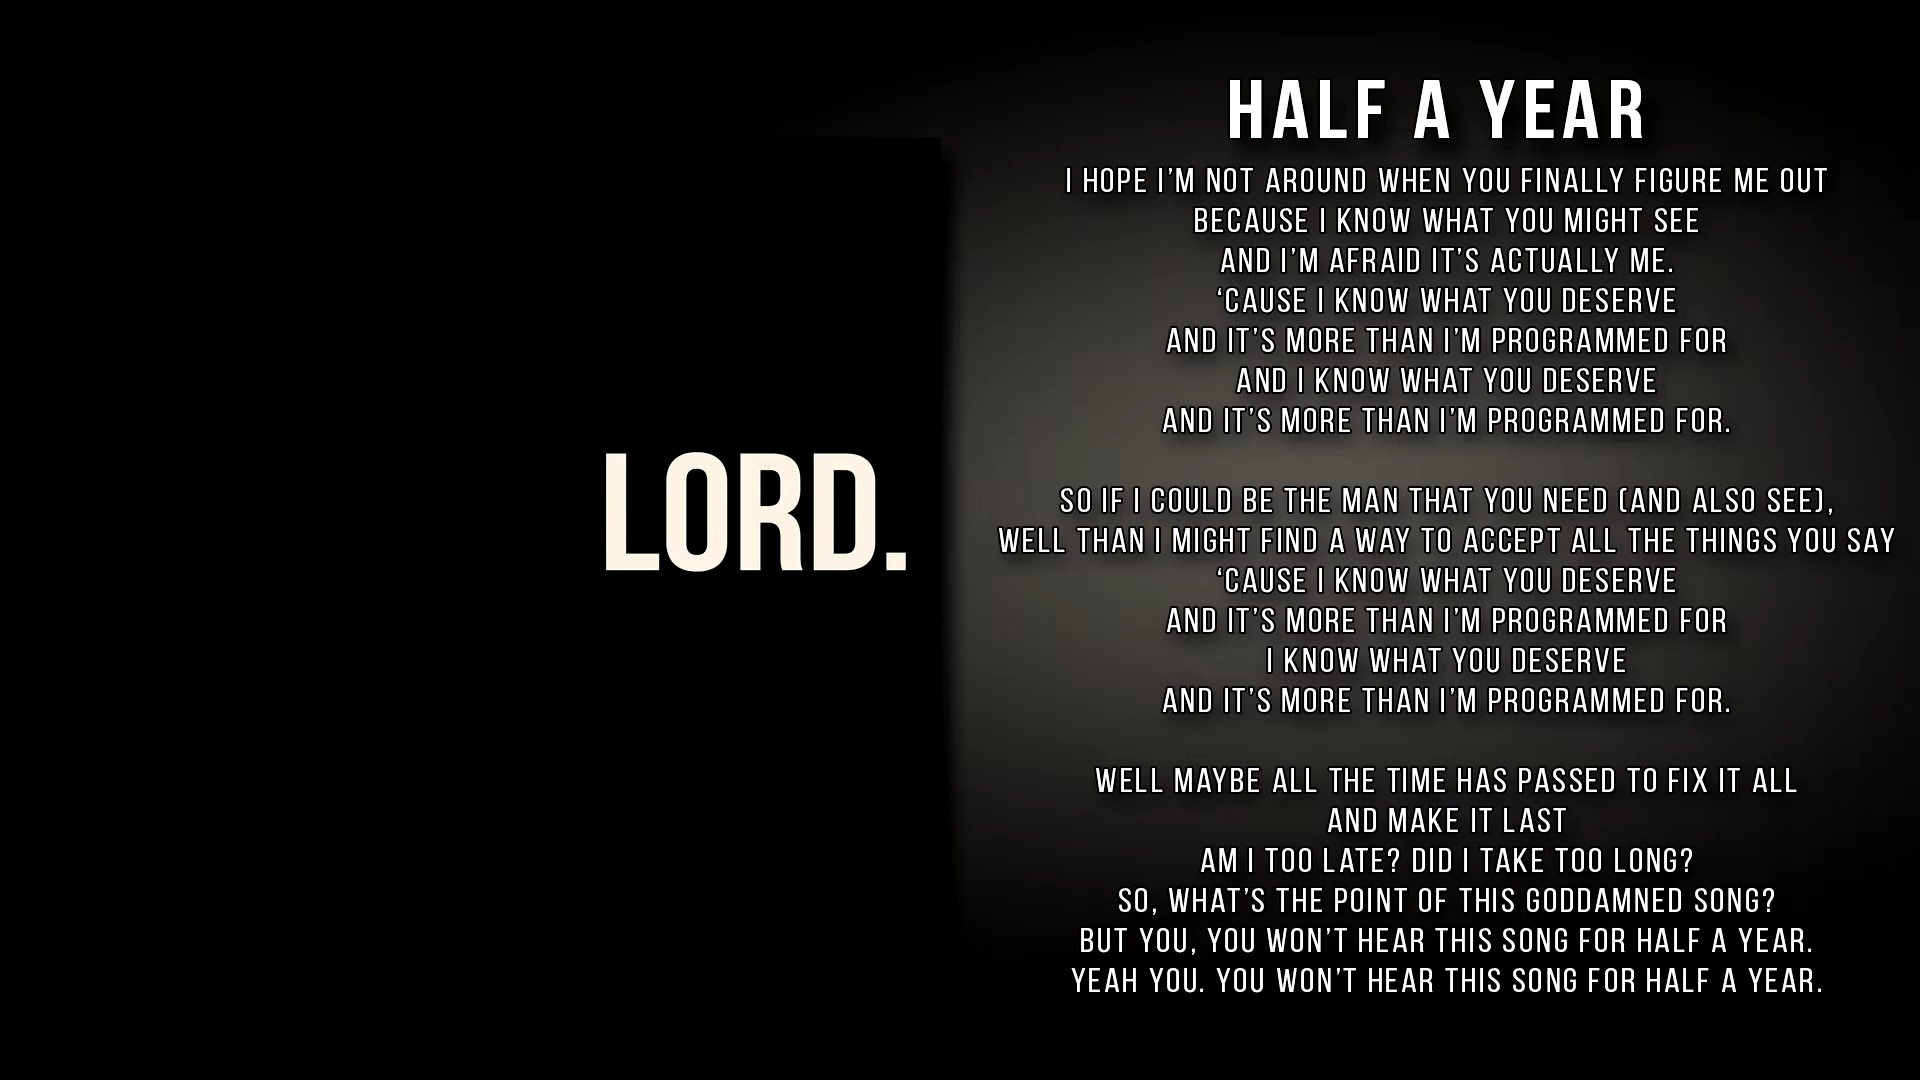 LORD.
HALF A YEAR
I HOPE I'M NOT AROUND WHEN YOU FINALLY FIGURE ME OUT
BECAUSE I KNOW WHAT YOU MIGHT SEE
AND I'M AFRAID IT'S ACTUALLY ME.
‘CAUSE I KNOW WHAT YOU DESERVE
AND IT’S MORE THAN I’M PROGRAMMED FOR
AND I KNOW WHAT YOU DESERVE
AND IT’S MORE THAN I’M PROGRAMMED FOR.
SO IF I COULD BE THE MAN THAT YOU NEED (AND ALSO SEE),
WELL THAN I MIGHT FIND A WAY TO ACCEPT ALL THE THINGS YOU SAY
‘CAUSE I KNOW WHAT YOU DESERVE
AND IT’S MORE THAN I’M PROGRAMMED FOR
I KNOW WHAT YOU DESERVE
AND IT’S MORE THAN I’M PROGRAMMED FOR.
WELL MAYBE ALL THE TIME HAS PASSED TO FIX IT ALL
AND MAKE IT LAST
AM I TOO LATE? DID I TAKE TOO LONG?
SO, WHAT’S THE POINT OF THIS GODDAMNED SONG?
BUT YOU, YOU WON’T HEAR THIS SONG FOR HALF A YEAR.
YEAH YOU. YOU WON’T HEAR THIS SONG FOR HALF A YEAR.